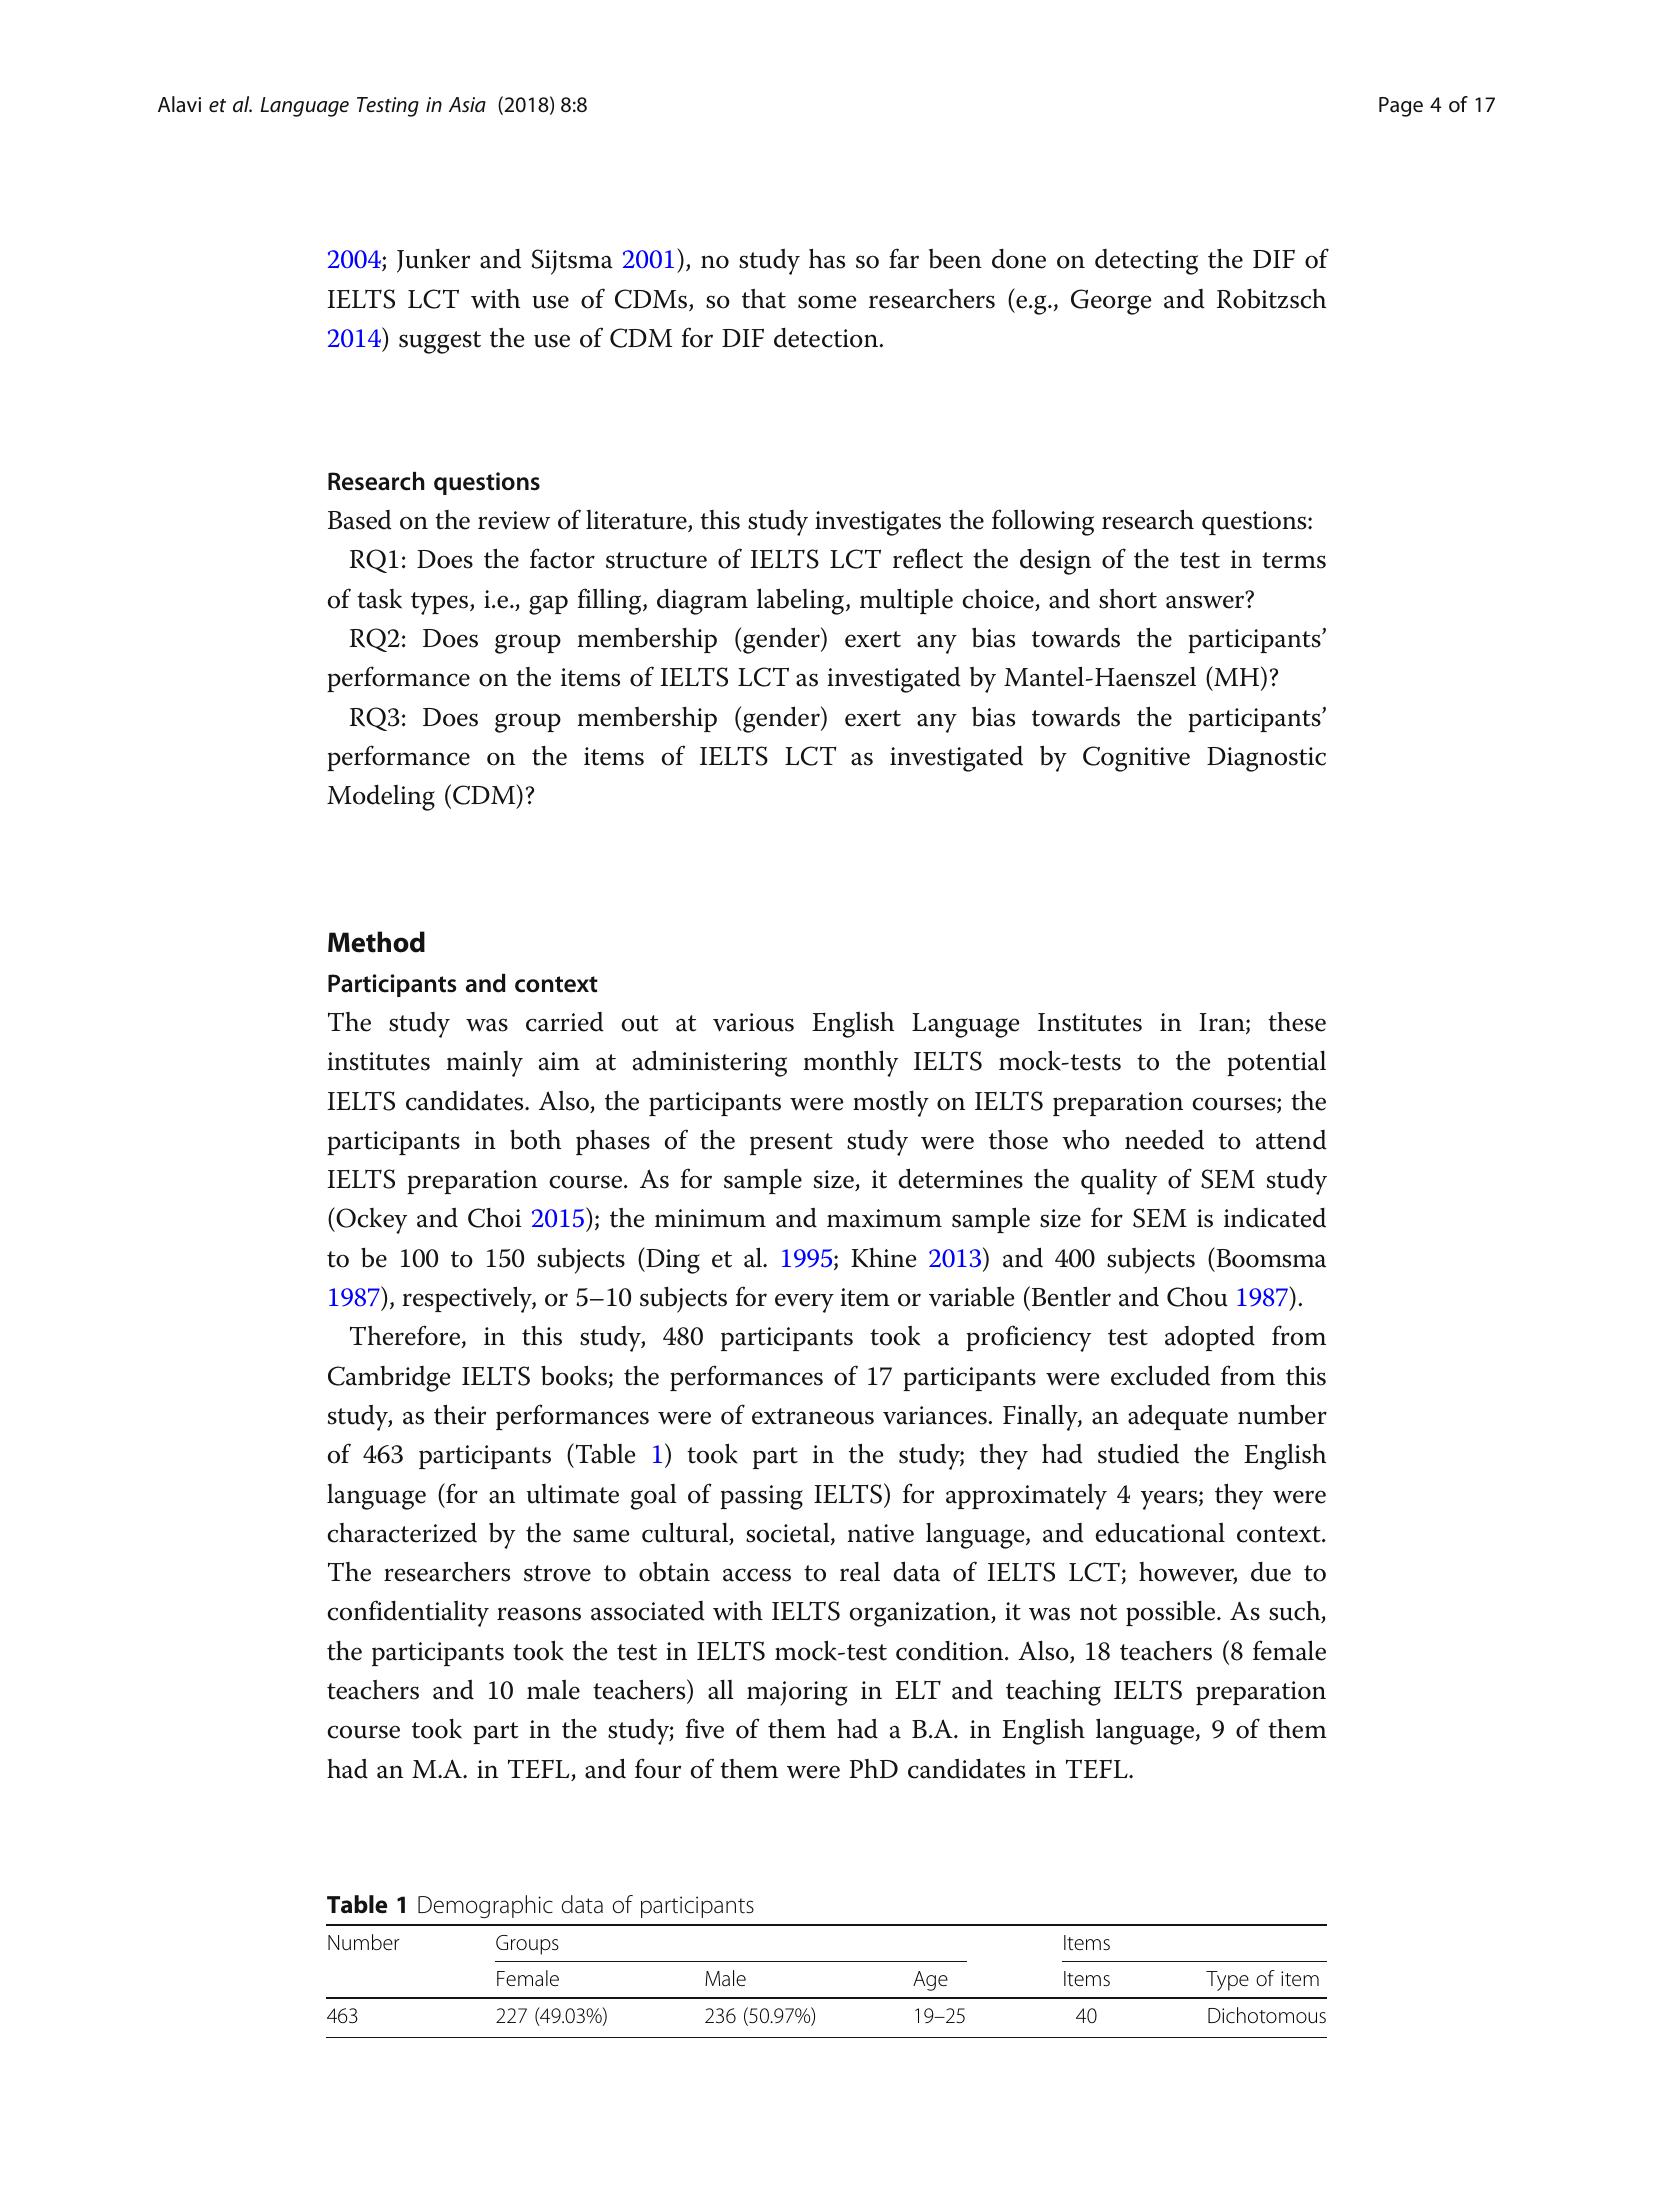 Alavi et al. Language Testing in Asia (2018) 8:8
Page 4 of 17
2004; Junker and Sijtsma 2001), no study has so far been done on detecting the DIF of
IELTS LCT with use of CDMs, so that some researchers (e.g., George and Robitzsch
2014) suggest the use of CDM for DIF detection.
Research questions
Based on the review of literature, this study investigates the following research questions:
RQ1: Does the factor structure of IELTS LCT reflect the design of the test in terms
of task types, i.e., gap filling, diagram labeling, multiple choice, and short answer?
RQ2: Does group membership (gender) exert any bias towards the participants’
performance on the items of IELTS LCT as investigated by Mantel-Haenszel (MH)?
RQ3: Does group membership (gender) exert any bias towards the participants’
performance on the items of IELTS LCT as investigated by Cognitive Diagnostic
Modeling (CDM)?
Method
Participants and context
The study was carried out at various English Language Institutes in Iran; these
institutes mainly aim at administering monthly IELTS mock-tests to the potential
IELTS candidates. Also, the participants were mostly on IELTS preparation courses; the
participants in both phases of the present study were those who needed to attend
IELTS preparation course. As for sample size, it determines the quality of SEM study
(Ockey and Choi 2015); the minimum and maximum sample size for SEM is indicated
to be 100 to 150 subjects (Ding et al. 1995; Khine 2013) and 400 subjects (Boomsma
1987), respectively, or 5–10 subjects for every item or variable (Bentler and Chou 1987).
Therefore, in this study, 480 participants took a proficiency test adopted from
Cambridge IELTS books; the performances of 17 participants were excluded from this
study, as their performances were of extraneous variances. Finally, an adequate number
of 463 participants (Table 1) took part in the study; they had studied the English
language (for an ultimate goal of passing IELTS) for approximately 4 years; they were
characterized by the same cultural, societal, native language, and educational context.
The researchers strove to obtain access to real data of IELTS LCT; however, due to
confidentiality reasons associated with IELTS organization, it was not possible. As such,
the participants took the test in IELTS mock-test condition. Also, 18 teachers (8 female
teachers and 10 male teachers) all majoring in ELT and teaching IELTS preparation
course took part in the study; five of them had a B.A. in English language, 9 of them
had an M.A. in TEFL, and four of them were PhD candidates in TEFL.
Table 1 Demographic data of participants
Number Groups Items
Female Male Age Items Type of item
463 227 (49.03%) 236 (50.97%) 19–25 40 Dichotomous